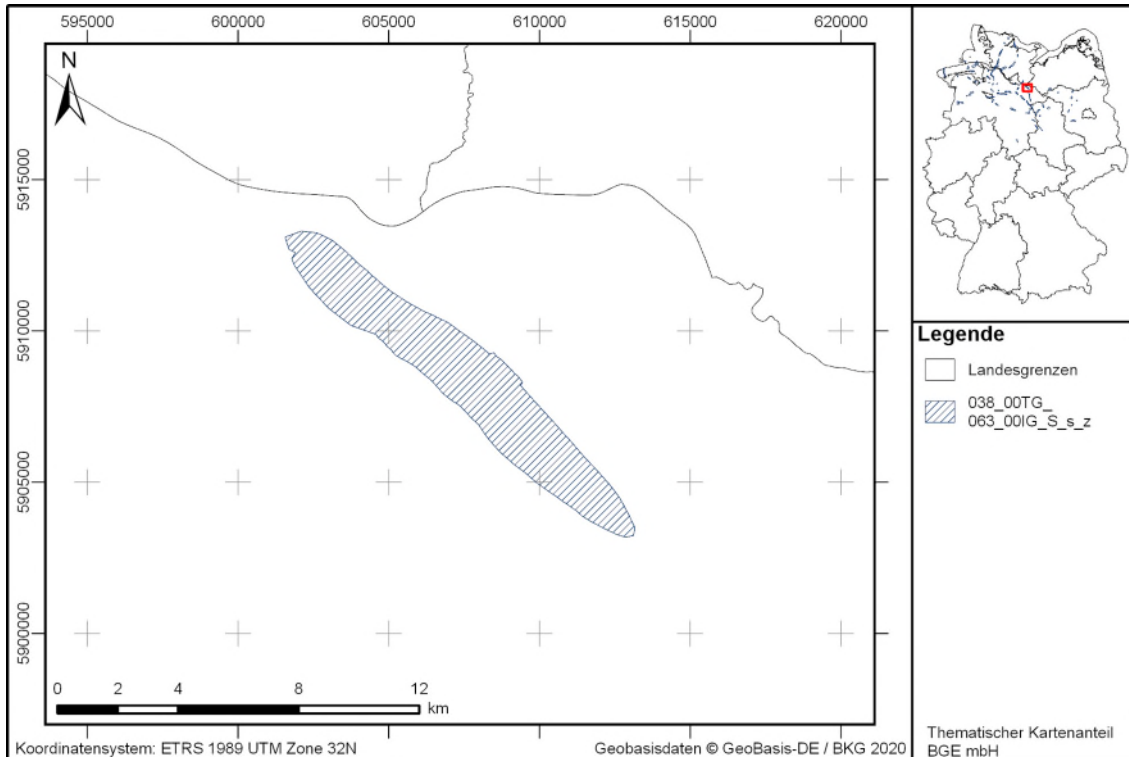 595000 600000 605000 610000 615000 620000
N
5915000
5910000
5905000
5900000
0 2 4 8 12
km
Koordinatensystem: ETRS 1989 UTM Zone 32N
Geobasisdaten © GeoBasis-DE / BKG 2020
Legende
Landesgrenzen
038_00TG_
063_00IG_S_s_z
Thematischer Kartenanteil
BGE mbH